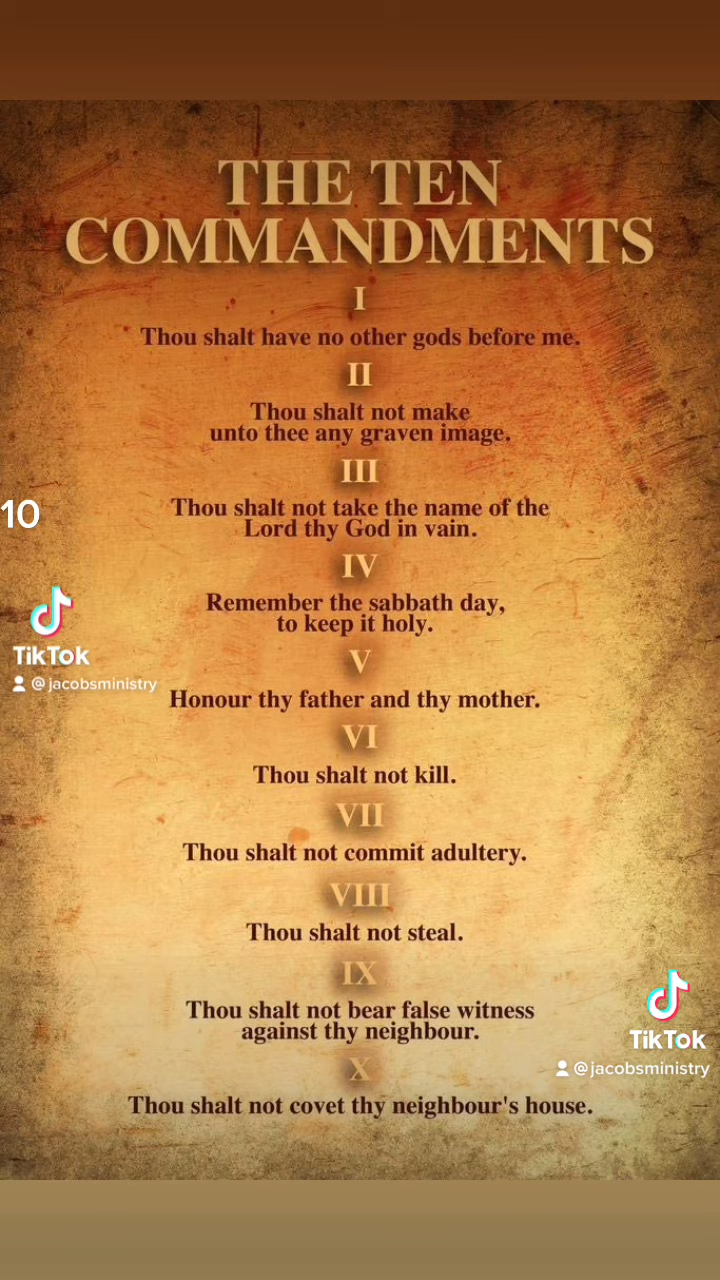 THE TEN
COMMANDMENTS
I
Thou shalt have no other gods before me.
II
Thou shalt not make
unto thee any graven image.
III
Thou shalt not take the name of the
Lord thy God in vain.
10
IV
Remember the sabbath day,
to keep it holy.
TikTok
@jacobsministry
V
Honour thy father and thy mother.
VI
Thou shalt not kill.
VII
Thou shalt not commit adultery.
VIII
Thou shalt not steal.
IX
Thou shalt not bear false witness
against thy neighbour.
TikTok
@jacobsministry
X
Thou shalt not covet thy neighbour's house.